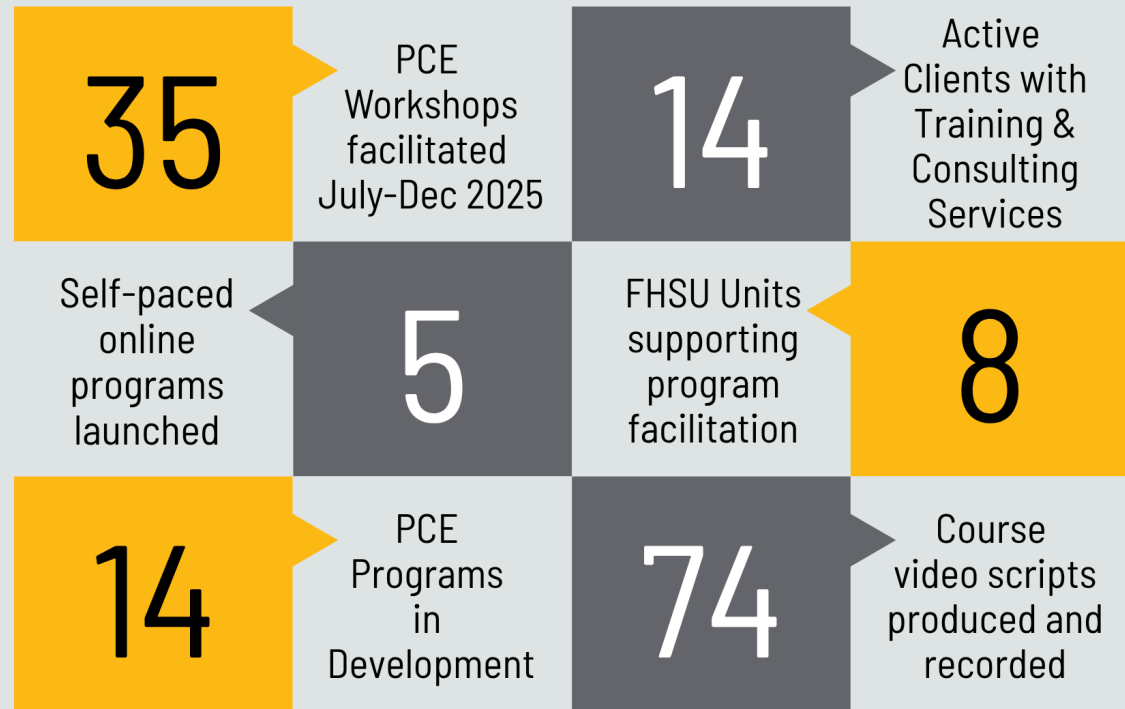 35
PCE
Workshops
facilitated
July-Dec 2025
14
Active
Clients with
Training &
Consulting
Services
Self-paced
online
programs
launched
5
FHSU Units
supporting
program
facilitation
8
14
PCE
Programs
in
Development
74
Course
video scripts
produced and
recorded